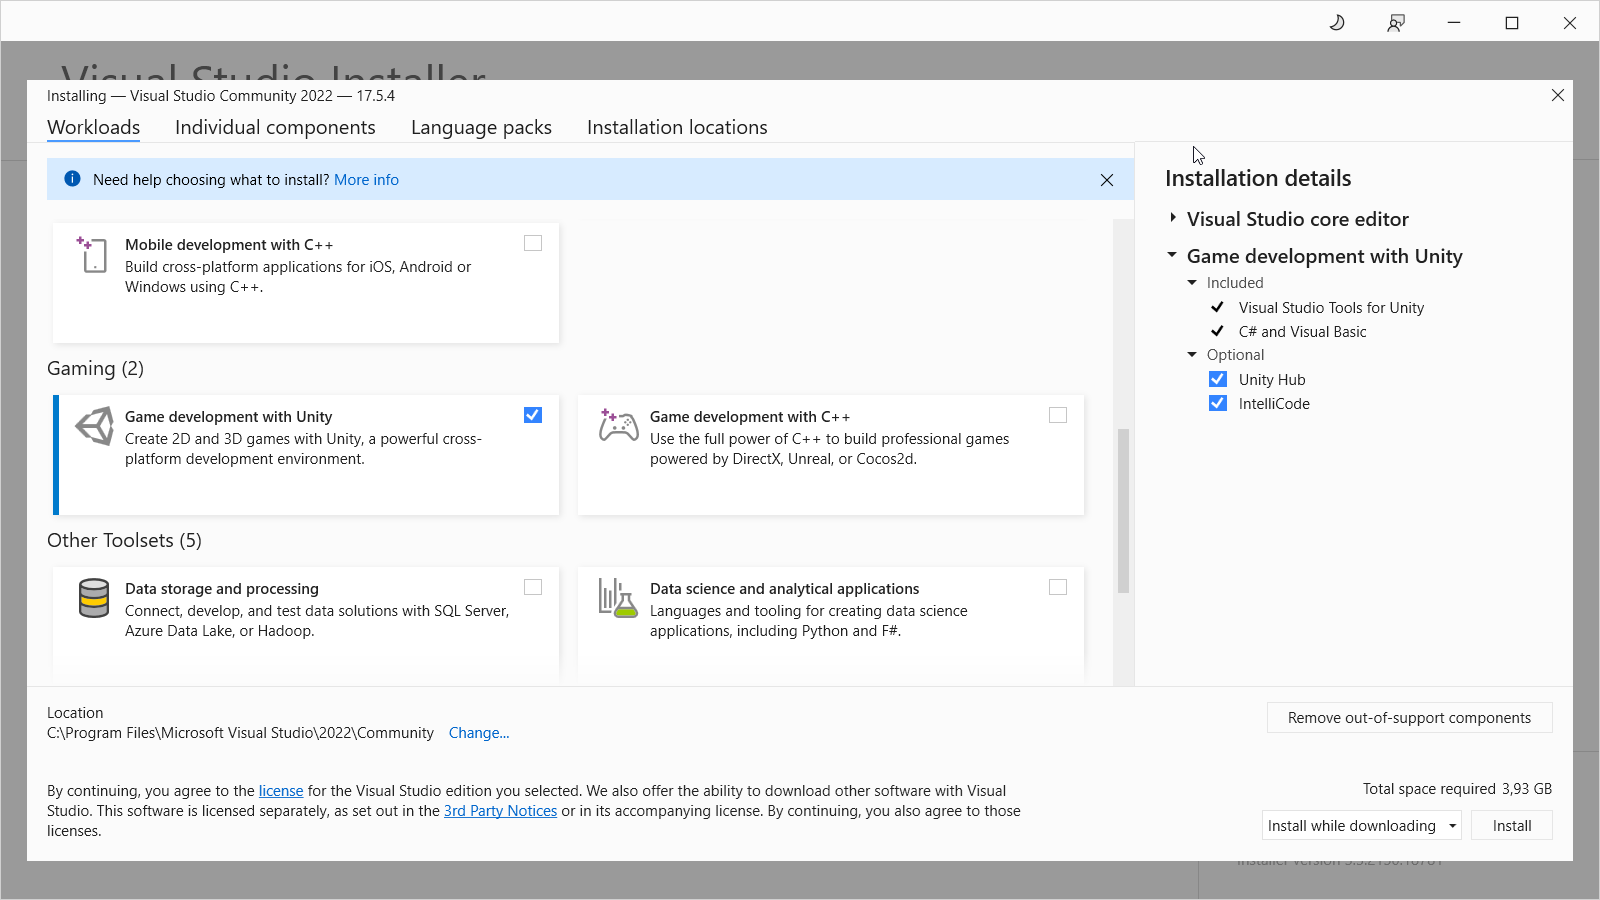 Visual Studio Installer
Installing — Visual Studio Community 2022 — 17.5.4
Workloads
Individual components
Language packs
Installation locations
Need help choosing what to install? More info
Mobile development with C++
Build cross-platform applications for iOS, Android or
Windows using C++.
Gaming (2)
Game development with Unity
Create 2D and 3D games with Unity, a powerful cross-
platform development environment.
Game development with C++
Use the full power of C++ to build professional games
powered by DirectX, Unreal, or Cocos2d.
Other Toolsets (5)
Data storage and processing
Connect, develop, and test data solutions with SQL Server,
Azure Data Lake, or Hadoop.
Data science and analytical applications
Languages and tooling for creating data science
applications, including Python and F#.
Installation details
Visual Studio core editor
Game development with Unity
Included
Visual Studio Tools for Unity
C# and Visual Basic
Optional
Unity Hub
IntelliCode
Location
C:\Program Files\Microsoft Visual Studio\2022\Community Change...
Remove out-of-support components
By continuing, you agree to the license for the Visual Studio edition you selected. We also offer the ability to download other software with Visual
Studio. This software is licensed separately, as set out in the 3rd Party Notices or in its accompanying license. By continuing, you also agree to those
licenses.
Total space required 3,93 GB
Install while downloading
Install
Installer version